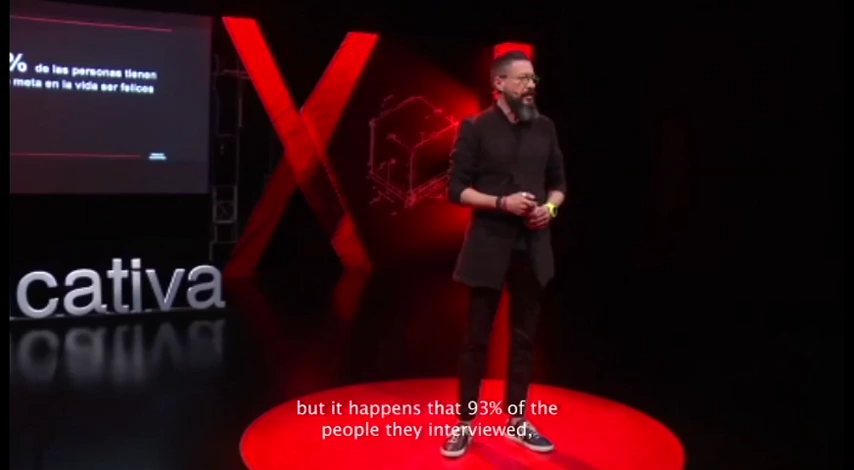 % de las personas tienen
meta en la vida ser felices
X
cativa
but it happens that 93% of the
people they interviewed,